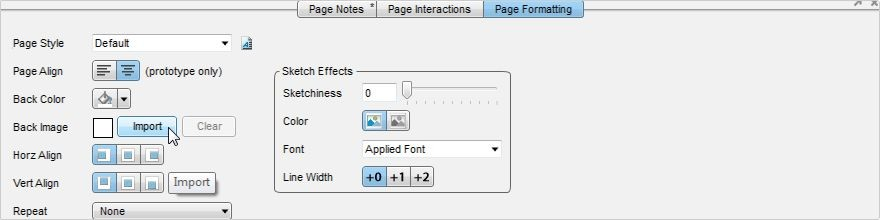 Page Notes * Page Interactions Page Formatting
Page Style Default
Page Align (prototype only)
Back Color
Back Image Import Clear
Horz Align
Vert Align Import
Repeat None
Sketch Effects
Sketchiness 0
Color
Font Applied Font
Line Width +0 +1 +2